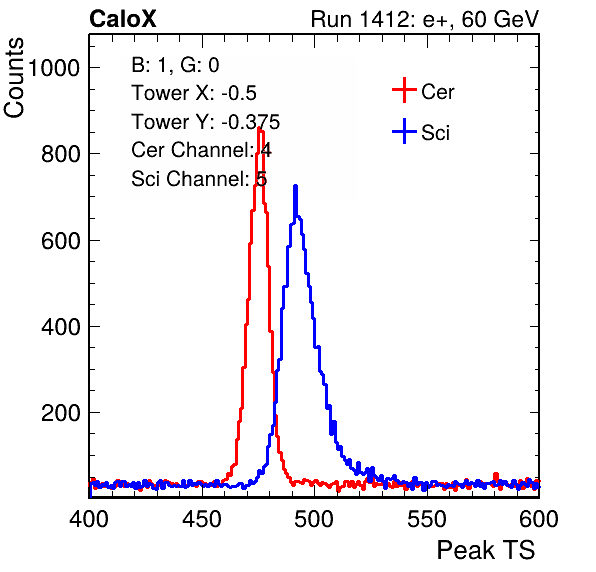 CaloX Run 1412: e+, 60 GeV
Counts
1000
800
600
400
200
B: 1, G: 0
Tower X: -0.5
Tower Y: -0.375
Cer Channel: 4
Sci Channel: 5
Cer
Sci
400 450 500 550 600
Peak TS